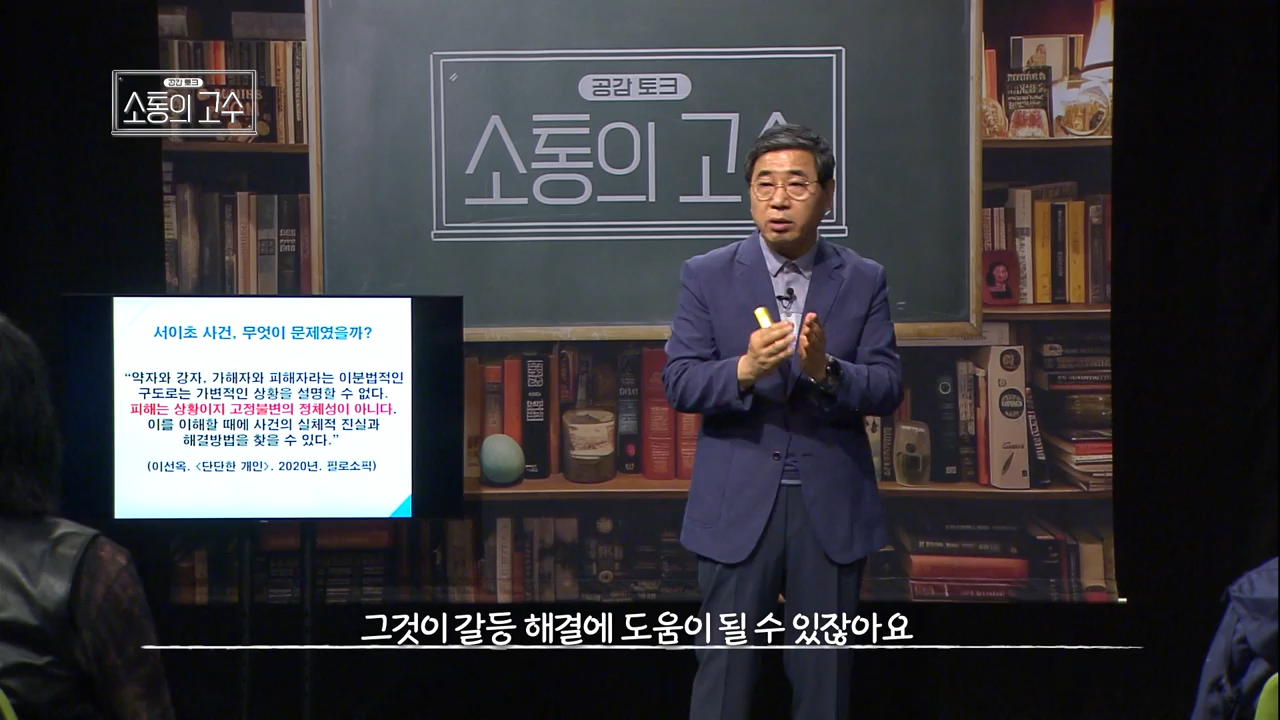 공감 토크
소통의 고수
공감 토크
소통의 고수
서이초 사건, 무엇이 문제였을까?
“약자와 강자, 가해자와 피해자라는 이분법적인
구도로는 가변적인 상황을 설명할 수 없다.
피해는 상황이지 고정불변의 정체성이 아니다.
이를 이해할 때에 사건의 실체적 진실과
해결방법을 찾을 수 있다.”
(이선옥. <단단한 개인>. 2020년. 필로소픽)
그것이 갈등 해결에 도움이 될 수 있잖아요